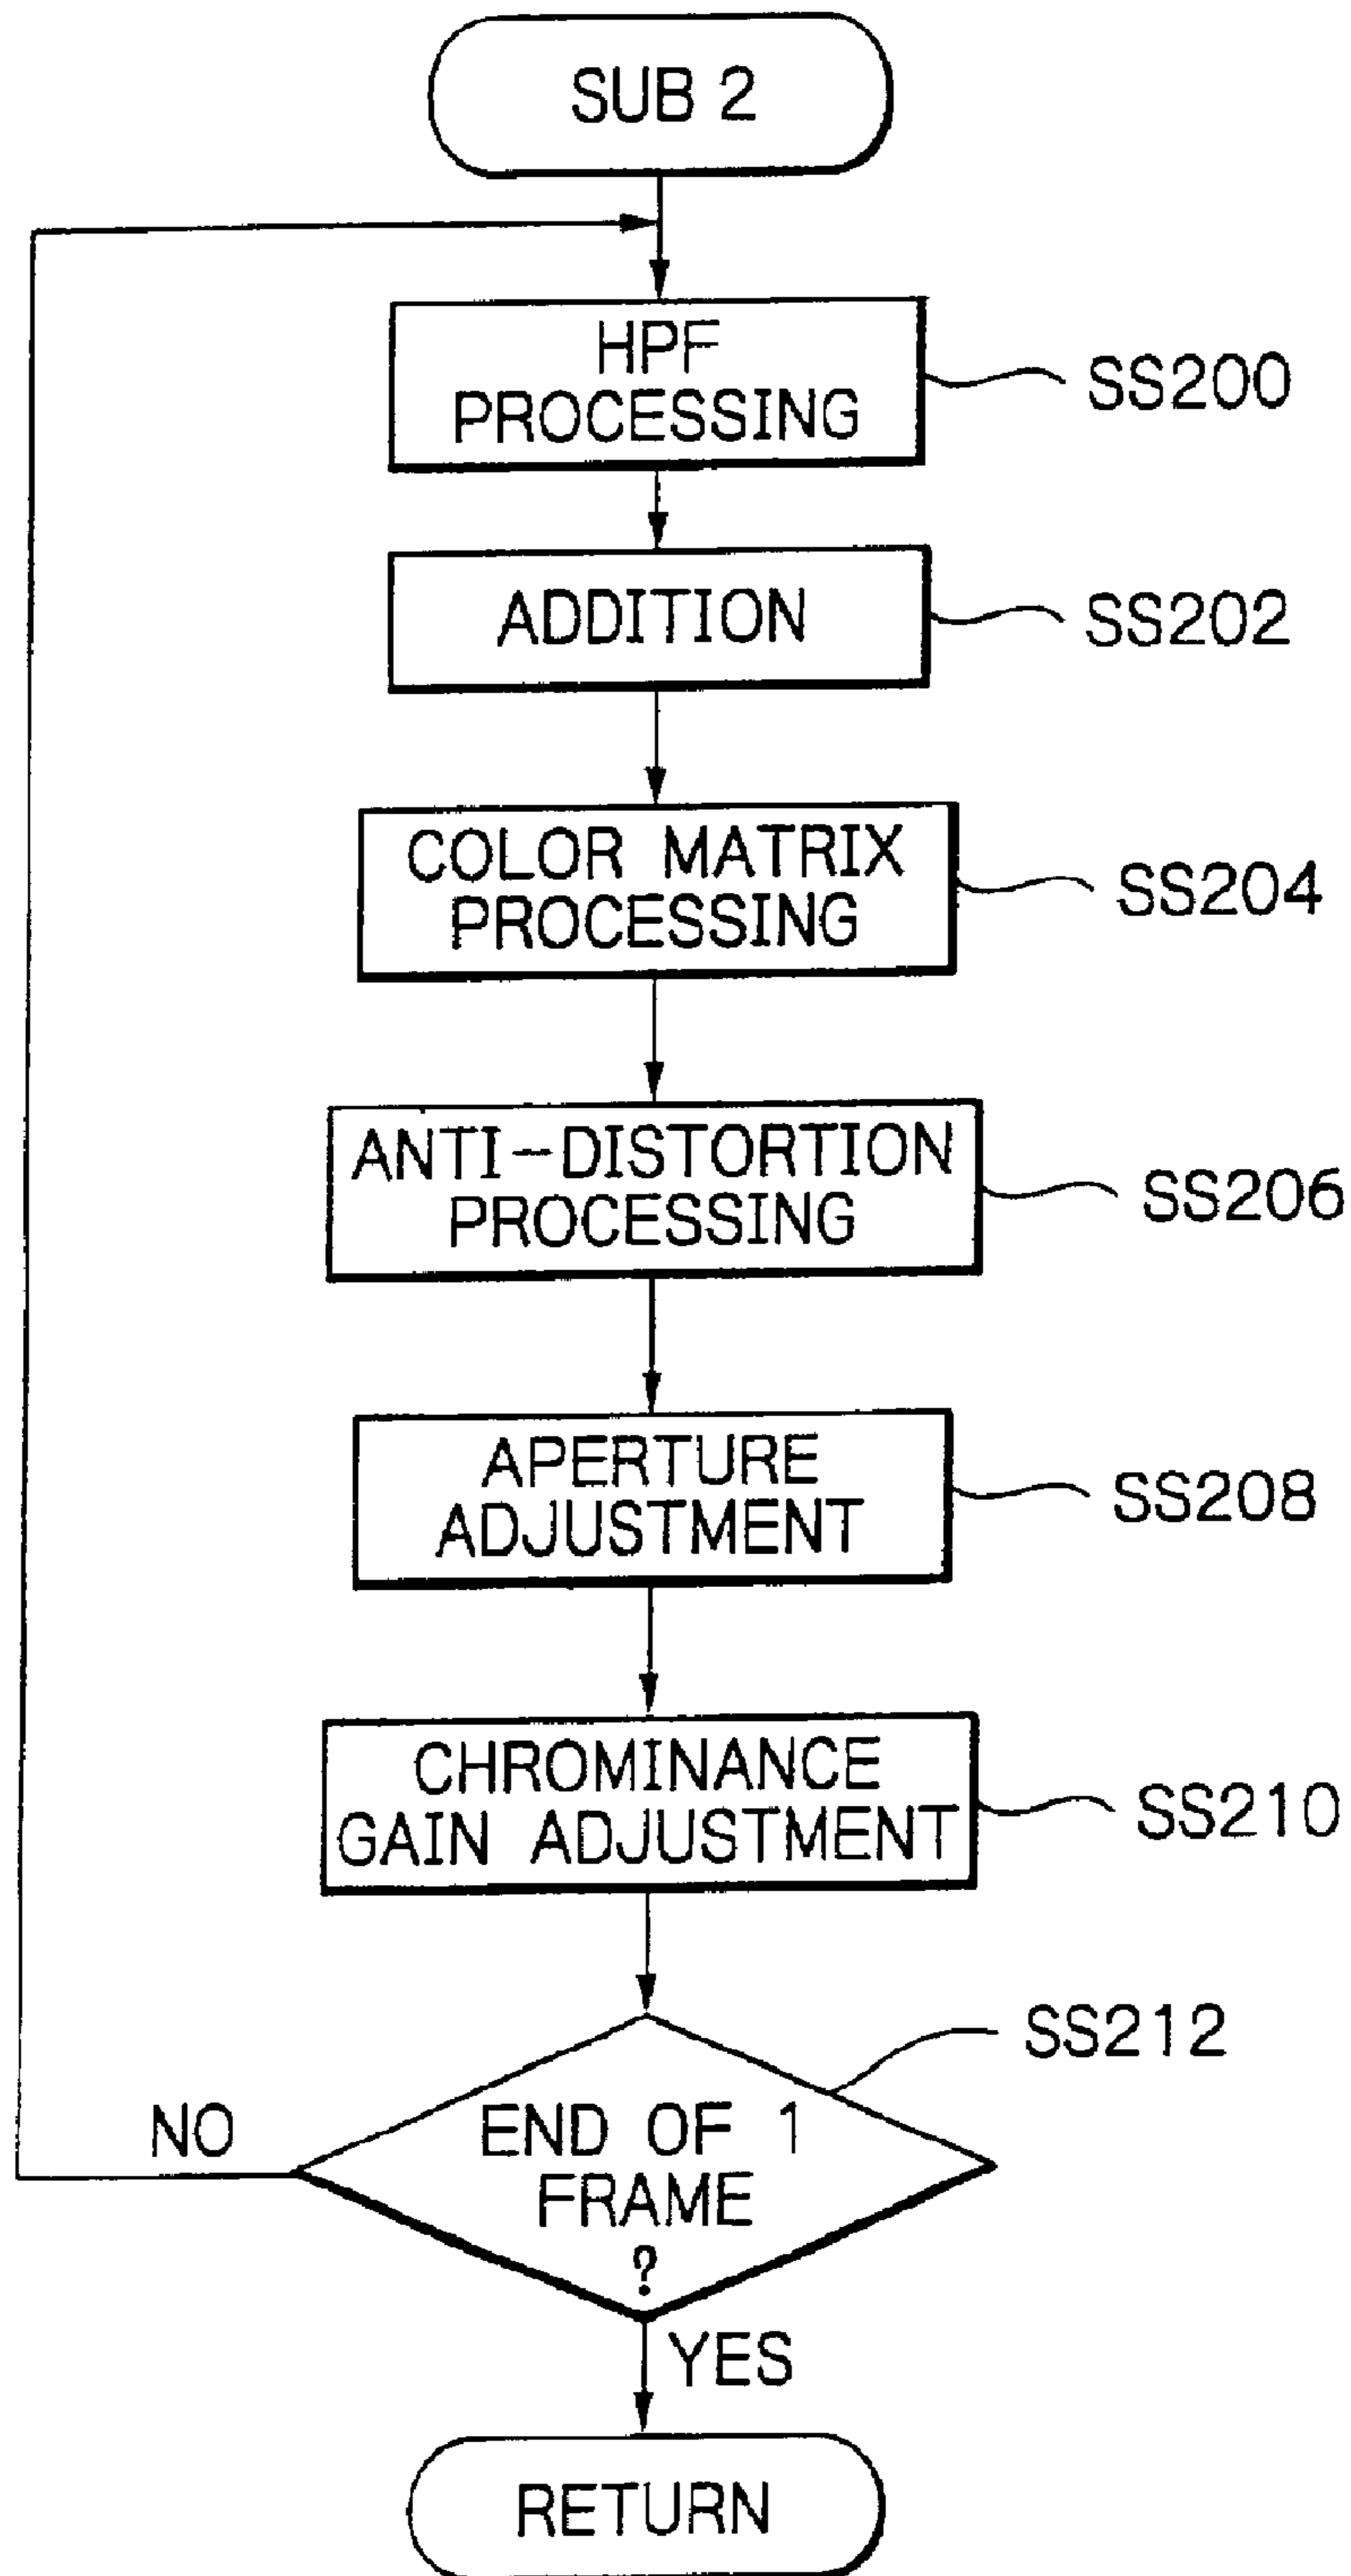 SUB 2
HPF
PROCESSING
SS200
ADDITION
SS202
COLOR MATRIX
PROCESSING
SS204
ANTI-DISTORTION
PROCESSING
SS206
APERTURE
ADJUSTMENT
SS208
CHROMINANCE
GAIN ADJUSTMENT
SS210
SS212
NO
END OF 1
FRAME
?
YES
RETURN